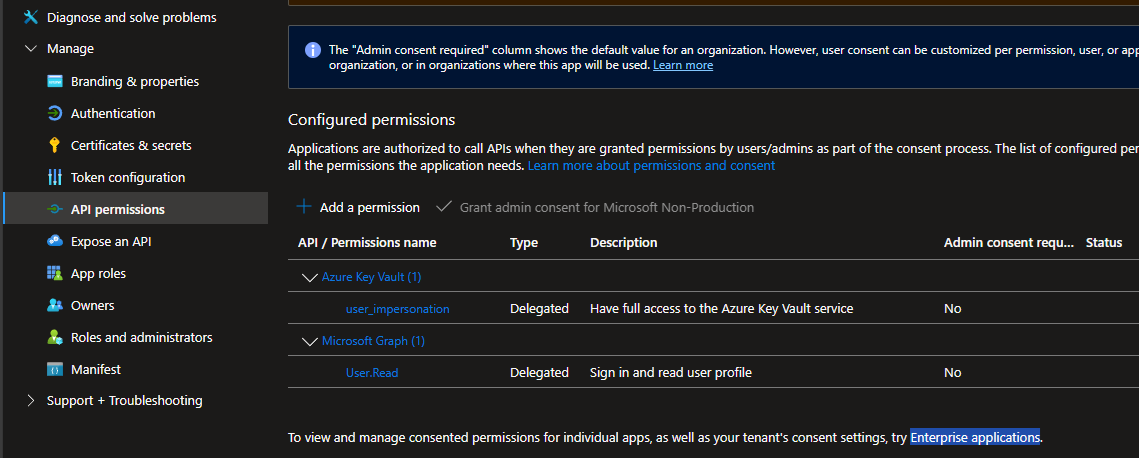 Diagnose and solve problems
Manage
Branding & properties
Authentication
Certificates & secrets
Token configuration
API permissions
Expose an API
App roles
Owners
Roles and administrators
Manifest
Support + Troubleshooting
The "Admin consent required" column shows the default value for an organization. However, user consent can be customized per permission, user, or app
organization, or in organizations where this app will be used. Learn more
Configured permissions
Applications are authorized to call APIs when they are granted permissions by users/admins as part of the consent process. The list of configured per
all the permissions the application needs. Learn more about permissions and consent
Add a permission Grant admin consent for Microsoft Non-Production
API / Permissions name Type Description Admin consent requ... Status
Azure Key Vault (1)
user_impersonation Delegated Have full access to the Azure Key Vault service No
Microsoft Graph (1)
User.Read Delegated Sign in and read user profile No
To view and manage consented permissions for individual apps, as well as your tenant's consent settings, try Enterprise applications.